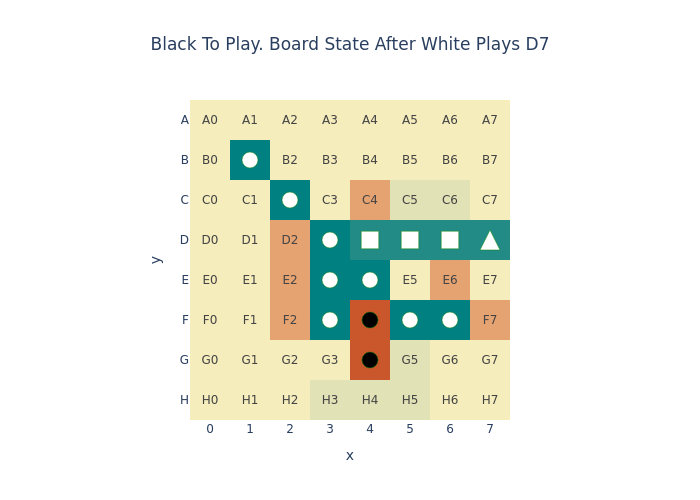 Black To Play. Board State After White Plays D7
A A0 A1 A2 A3 A4 A5 A6 A7
B B0 B2 B3 B4 B5 B6 B7
C C0 C1 C3 C4 C5 C6 C7
D D0 D1 D2
y
E E0 E1 E2 E5 E6 E7
F F0 F1 F2 F7
G G0 G1 G2 G3 G5 G6 G7
H H0 H1 H2 H3 H4 H5 H6 H7
0 1 2 3 4 5 6 7
x